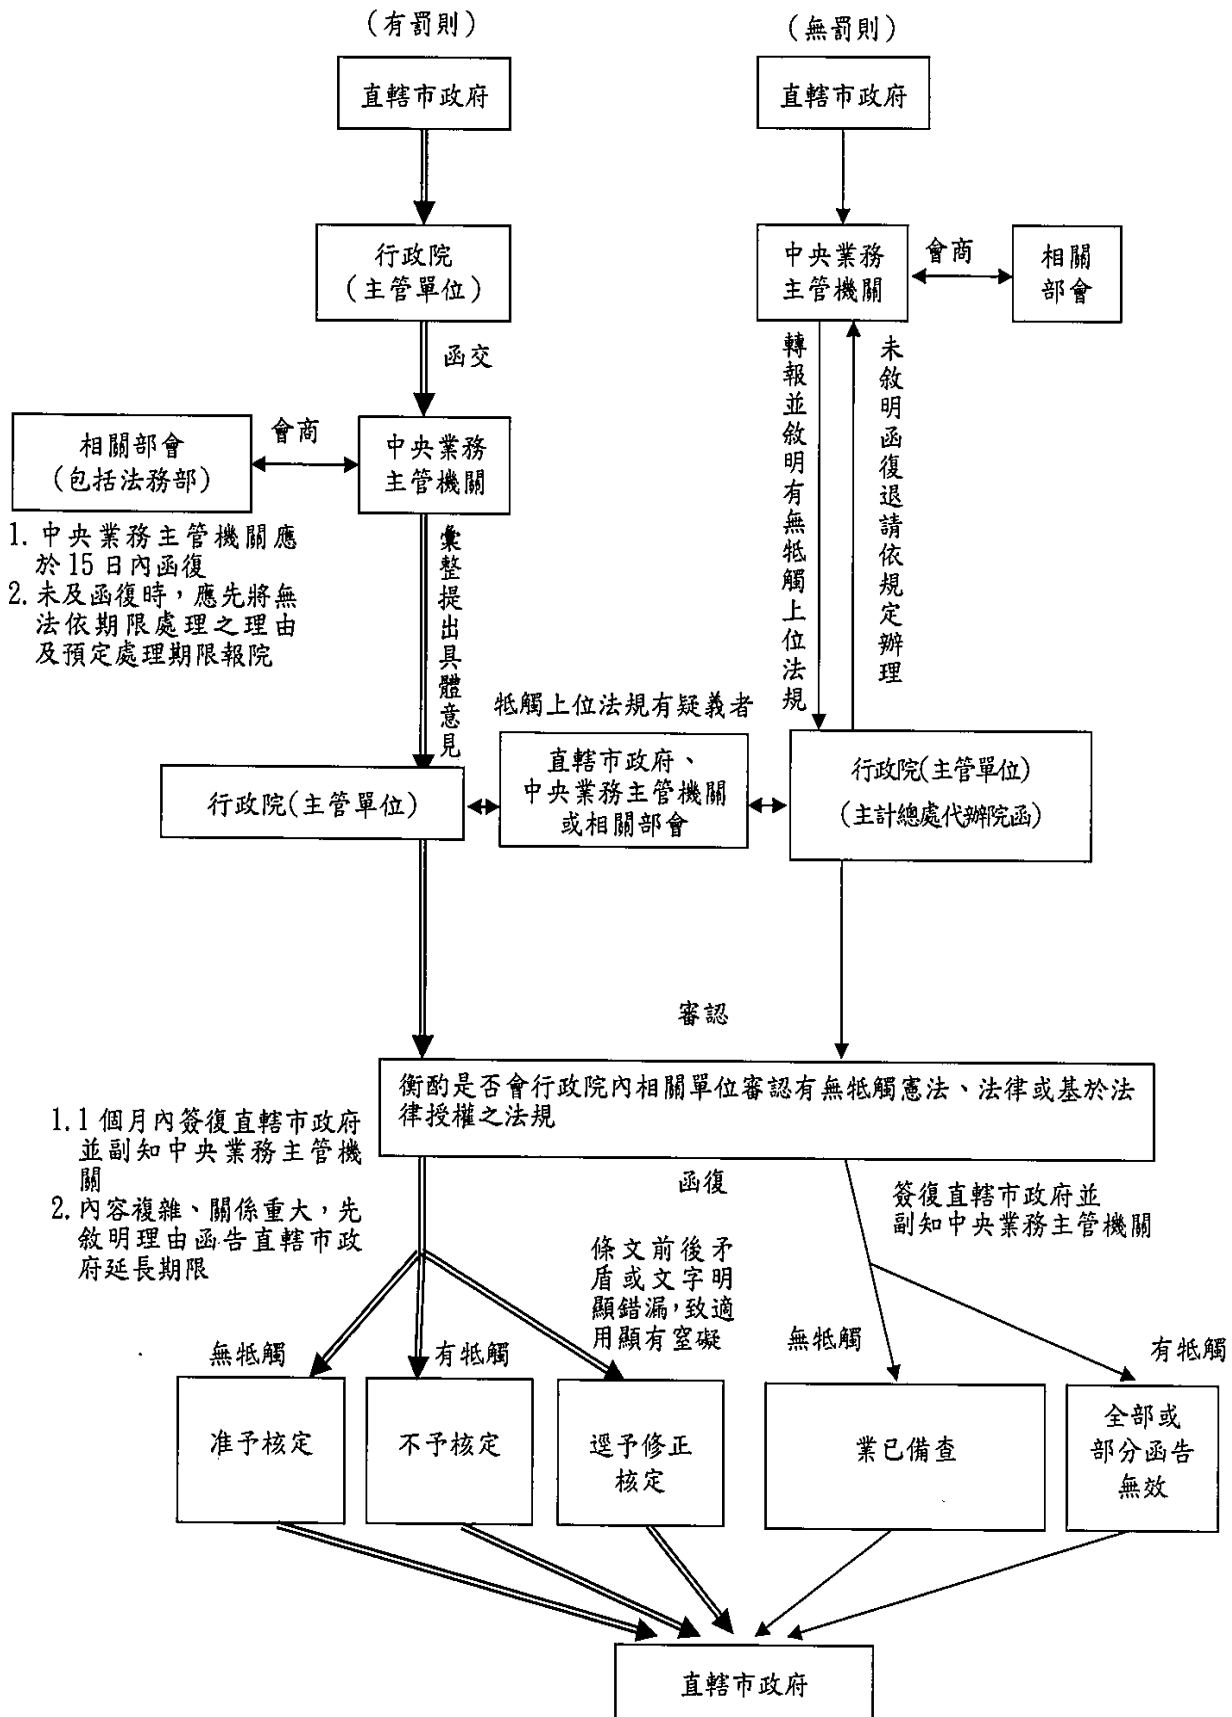 (有罰則)
(無罰則)
直轄市政府
直轄市政府
行政院
(主管單位)
中央業務
主管機關
會商
相關
部會
函交
轉報並敘明有無牴觸上位法規
未敘明函復退請依規定辦理
相關部會
(包括法務部)
會商
中央業務
主管機關
1. 中央業務主管機關應
於 15 日內函復
2. 未及函復時，應先將無
法依期限處理之理由
及預定處理期限報院
彙整提出具體意見
牴觸上位法規有疑義者
行政院(主管單位)
直轄市政府、
中央業務主管機關
或相關部會
行政院(主管單位)
(主計總處代辦院函)
審認
衡酌是否會行政院內相關單位審認有無牴觸憲法、法律或基於法
律授權之法規
1. 1 個月內簽復直轄市政府
並副知中央業務主管機
關
2. 內容複雜、關係重大，先
敘明理由函告直轄市政
府延長期限
函復
簽復直轄市政府並
副知中央業務主管機關
條文前後矛
盾或文字明
顯錯漏，致適
用顯有窒礙
無牴觸
有牴觸
無牴觸
有牴觸
准予核定
不予核定
逕予修正
核定
業已備查
全部或
部分函告
無效
直轄市政府